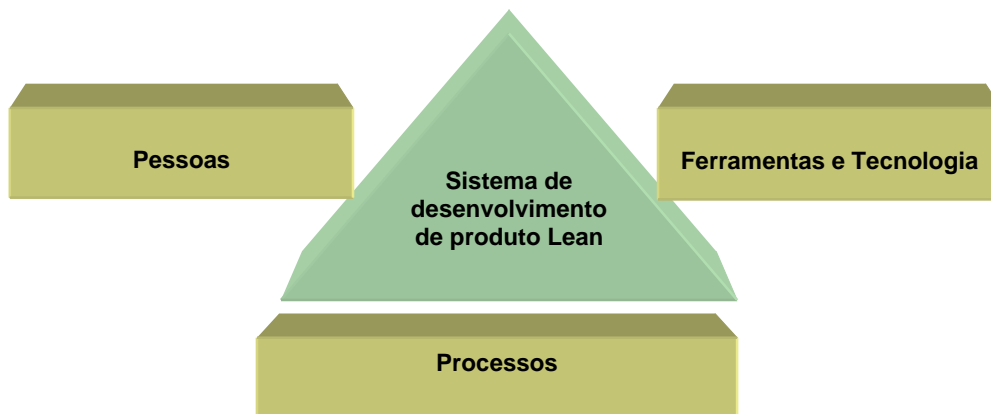 Pessoas
Ferramentas e Tecnologia
Sistema de
desenvolvimento
de produto Lean
Processos